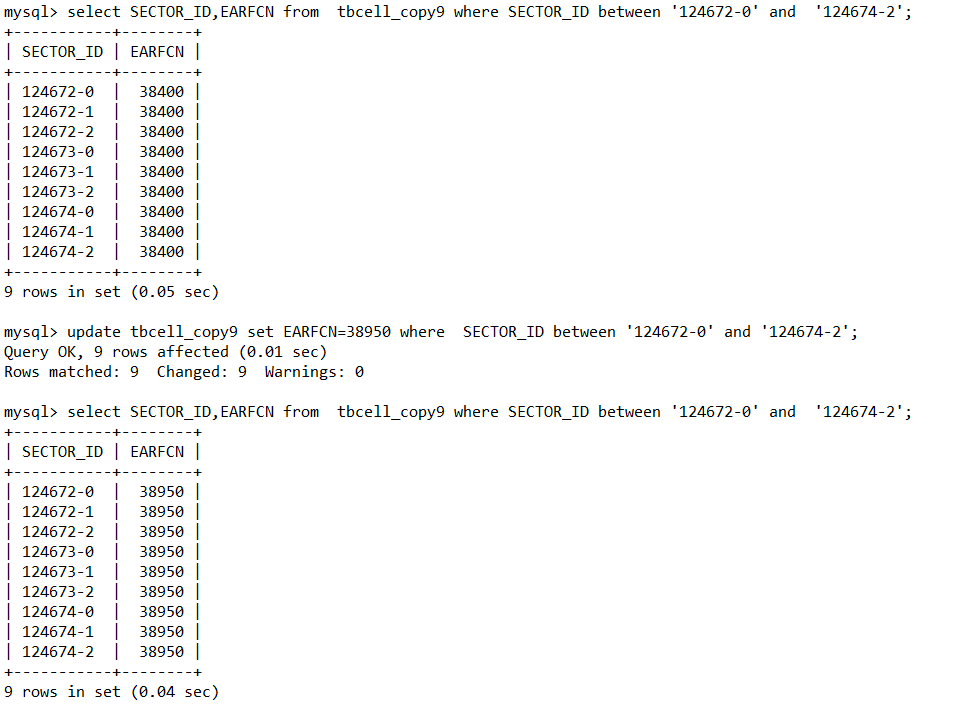 mysql> select SECTOR_ID,EARFCN from  tbcell_copy9 where SECTOR_ID between '124672-0' and  '124674-2';
+-----------+--------+
| SECTOR_ID | EARFCN |
+-----------+--------+
| 124672-0  |  38400 |
| 124672-1  |  38400 |
| 124672-2  |  38400 |
| 124673-0  |  38400 |
| 124673-1  |  38400 |
| 124673-2  |  38400 |
| 124674-0  |  38400 |
| 124674-1  |  38400 |
| 124674-2  |  38400 |
+-----------+--------+
9 rows in set (0.05 sec)

mysql> update tbcell_copy9 set EARFCN=38950 where  SECTOR_ID between '124672-0' and '124674-2';
Query OK, 9 rows affected (0.01 sec)
Rows matched: 9  Changed: 9  Warnings: 0

mysql> select SECTOR_ID,EARFCN from  tbcell_copy9 where SECTOR_ID between '124672-0' and  '124674-2';
+-----------+--------+
| SECTOR_ID | EARFCN |
+-----------+--------+
| 124672-0  |  38950 |
| 124672-1  |  38950 |
| 124672-2  |  38950 |
| 124673-0  |  38950 |
| 124673-1  |  38950 |
| 124673-2  |  38950 |
| 124674-0  |  38950 |
| 124674-1  |  38950 |
| 124674-2  |  38950 |
+-----------+--------+
9 rows in set (0.04 sec)